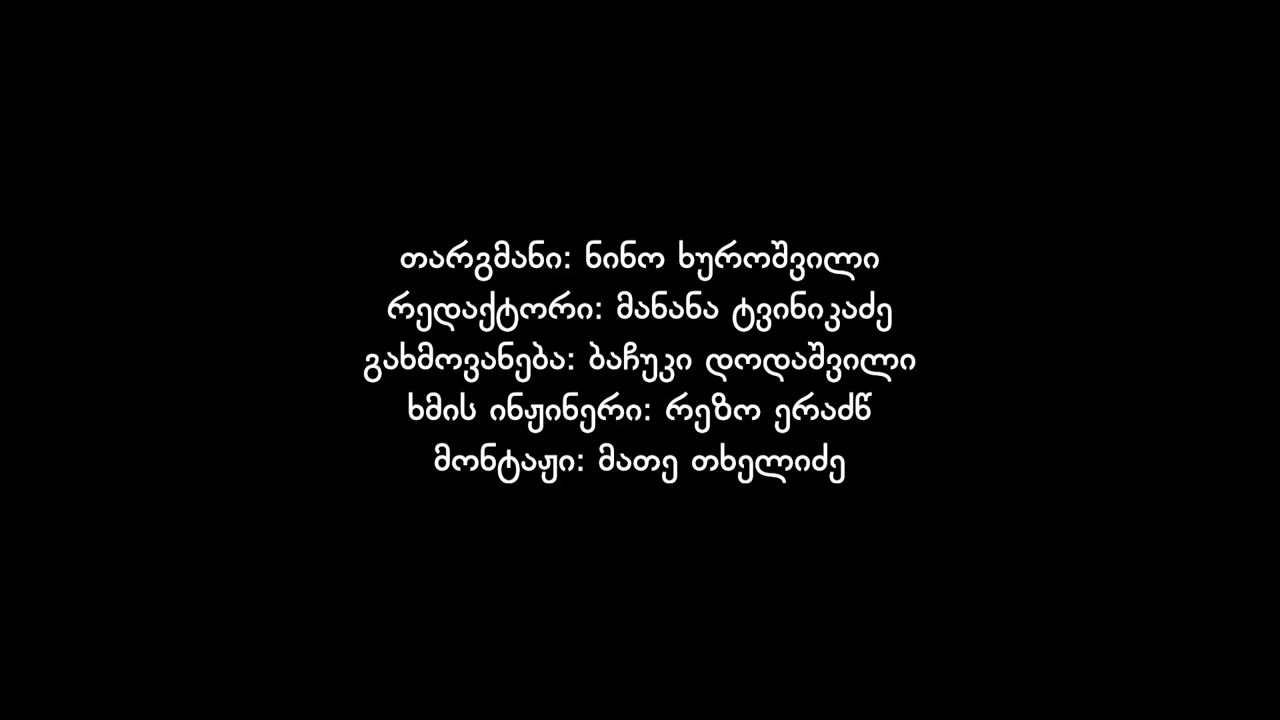 თარგმანი: ნინო ხუროშვილი
რედაქტორი: მანანა ტვინიკაძე
გახმოვანება: ბაჩუკი დოდაშვილი
ხმის ინჟინერი: რეზო ერაძწ
მონტაჟი: მათე თხელიძე